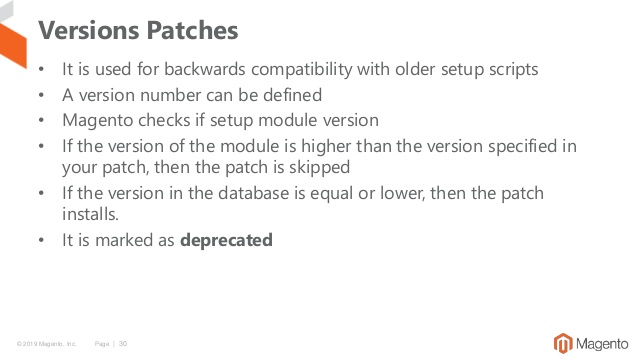 Versions Patches
• It is used for backwards compatibility with older setup scripts
• A version number can be defined
• Magento checks if setup module version
• If the version of the module is higher than the version specified in
your patch, then the patch is skipped
• If the version in the database is equal or lower, then the patch
installs.
• It is marked as deprecated
© 2019 Magento, Inc. Page | 30
Magento